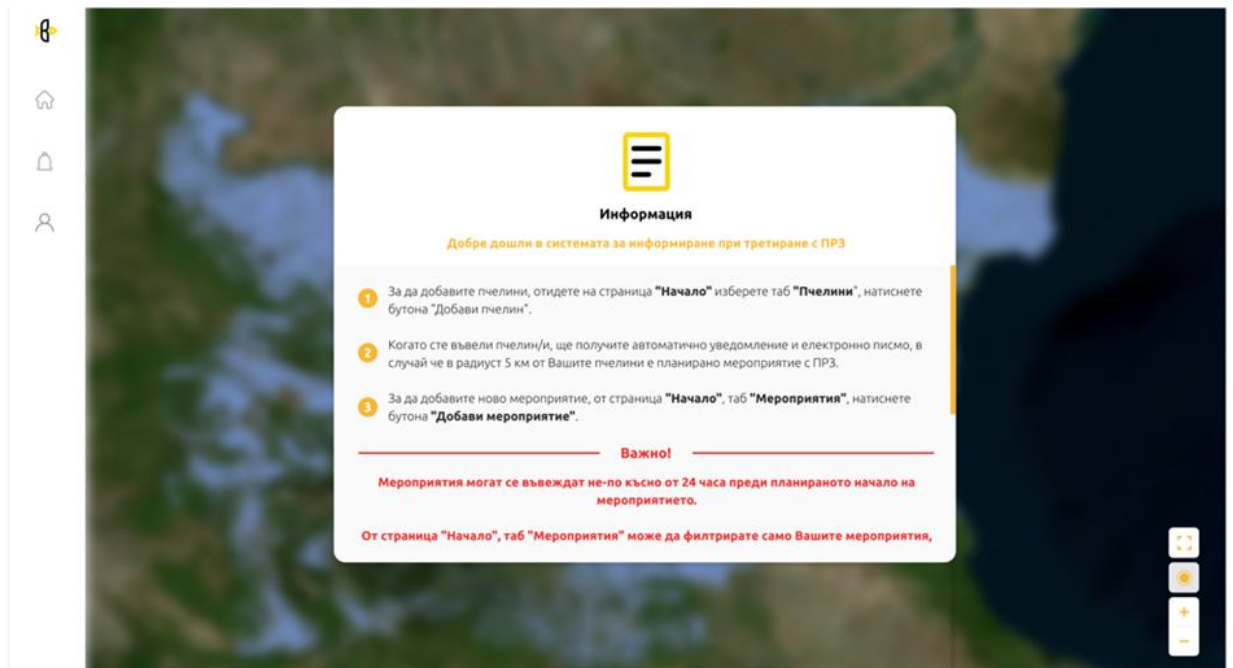 Информация
Добре дошли в системата за информиране при третиране с ПРЗ
1 За да добавите пчелини, отидете на страница "Начало" изберете таб "Пчелини", натиснете
бутона "Добави пчелин".
2 Когато сте въвели пчелин/и, ще получите автоматично уведомление и електронно писмо, в
случай че в радиуст 5 км от Вашите пчелини е планирано мероприятие с ПРЗ.
3 За да добавите ново мероприятие, от страница "Начало", таб "Мероприятия", натиснете
бутона "Добави мероприятие".
Важно!
Мероприятия могат се въвеждат не-по късно от 24 часа преди планираното начало на
мероприятието.
От страница "Начало", таб "Мероприятия" може да филтрирате само Вашите мероприятия,